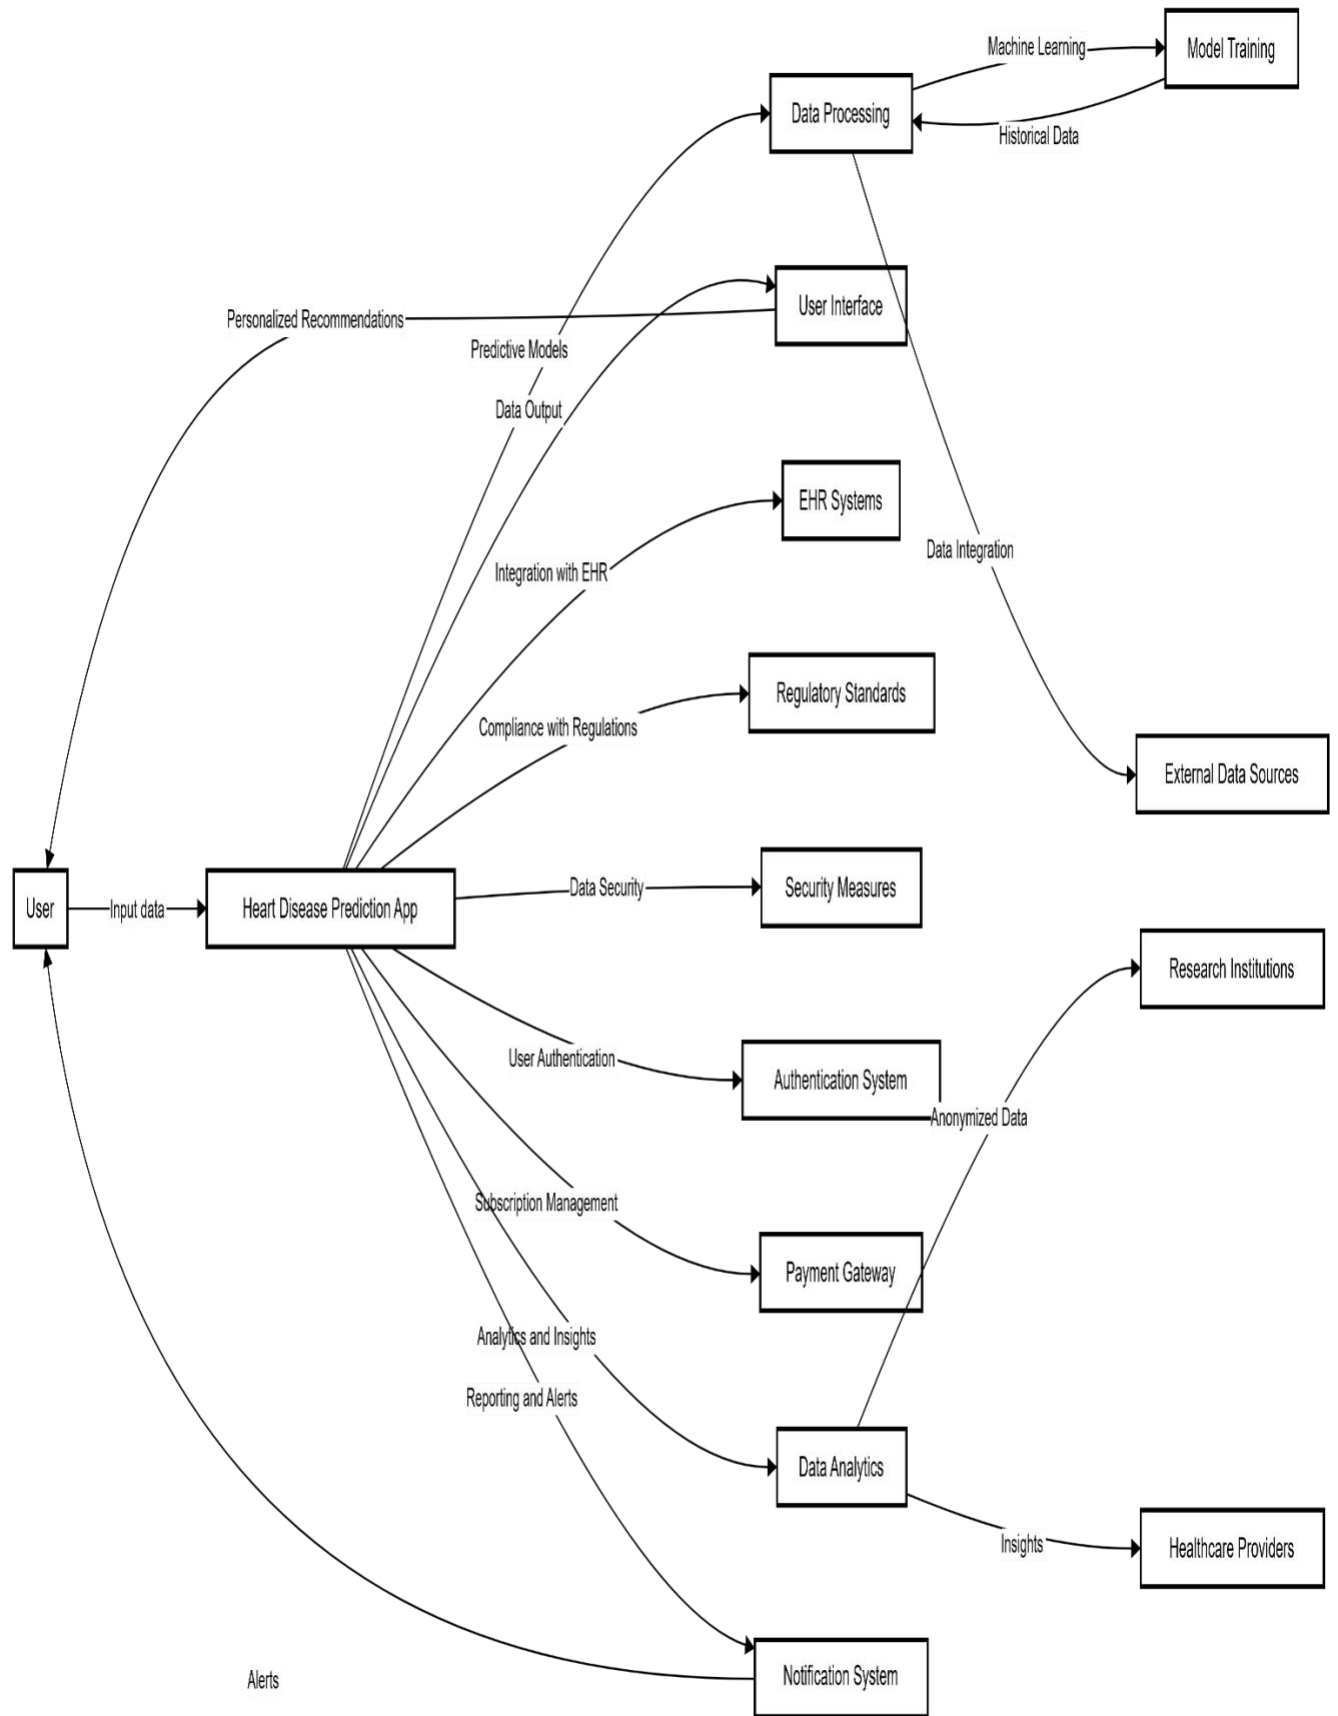 Machine Learning
Model Training
Data Processing
Historical Data
User Interface
Personalized Recommendations
Predictive Models
Data Output
EHR Systems
Data Integration
Integration with EHR
Regulatory Standards
Compliance with Regulations
External Data Sources
Data Security
Security Measures
User
Input data
Heart Disease Prediction App
Research Institutions
User Authentication
Authentication System
Anonymized Data
Subscription Management
Payment Gateway
Analytics and Insights
Reporting and Alerts
Data Analytics
Insights
Healthcare Providers
Notification System
Alerts